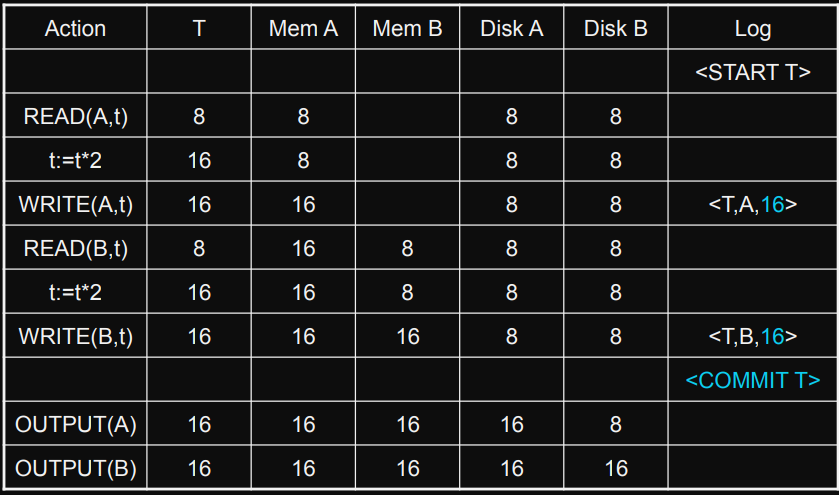 Action T Mem A Mem B Disk A Disk B Log
<START T>
READ(A,t) 8 8 8 8
t:=t*2 16 8 8 8
WRITE(A,t) 16 16 8 8 <T,A,16>
READ(B,t) 8 16 8 8 8
t:=t*2 16 16 8 8 8
WRITE(B,t) 16 16 16 8 8 <T,B,16>
<COMMIT T>
OUTPUT(A) 16 16 16 16 8
OUTPUT(B) 16 16 16 16 16